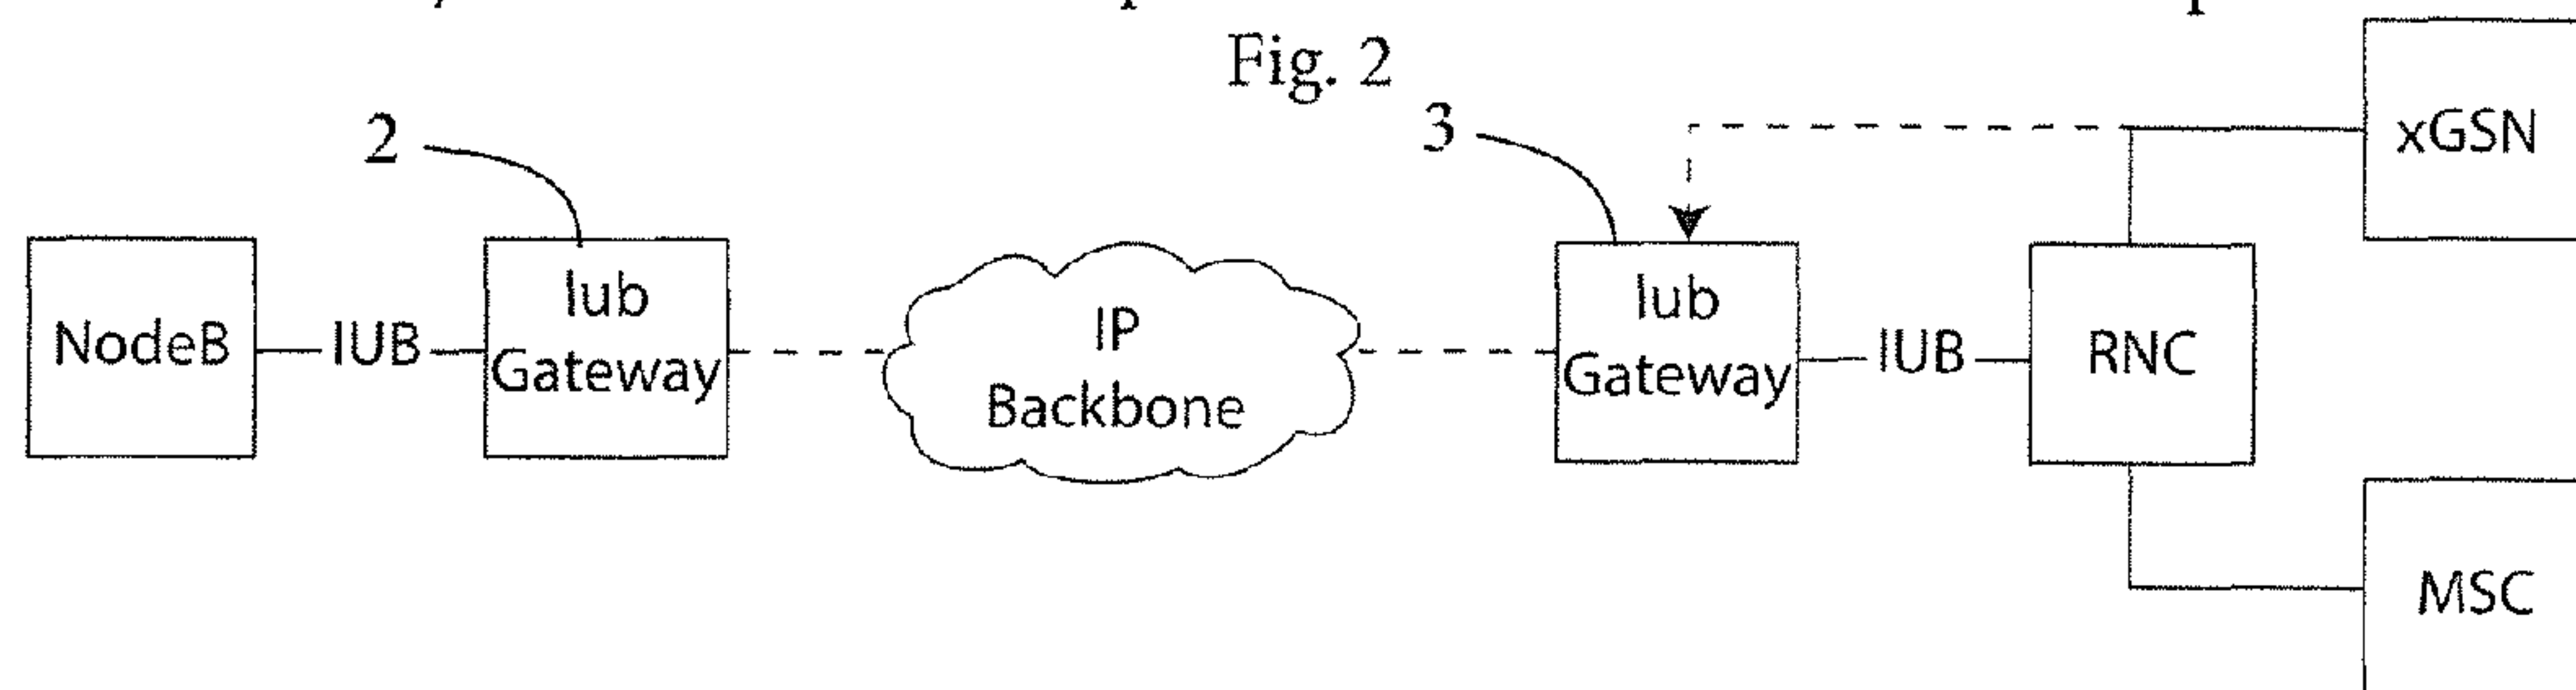 Fig. 2
2
3
xGSN
NodeB
IUB
Iub
Gateway
IP
Backbone
Iub
Gateway
IUB
RNC
MSC